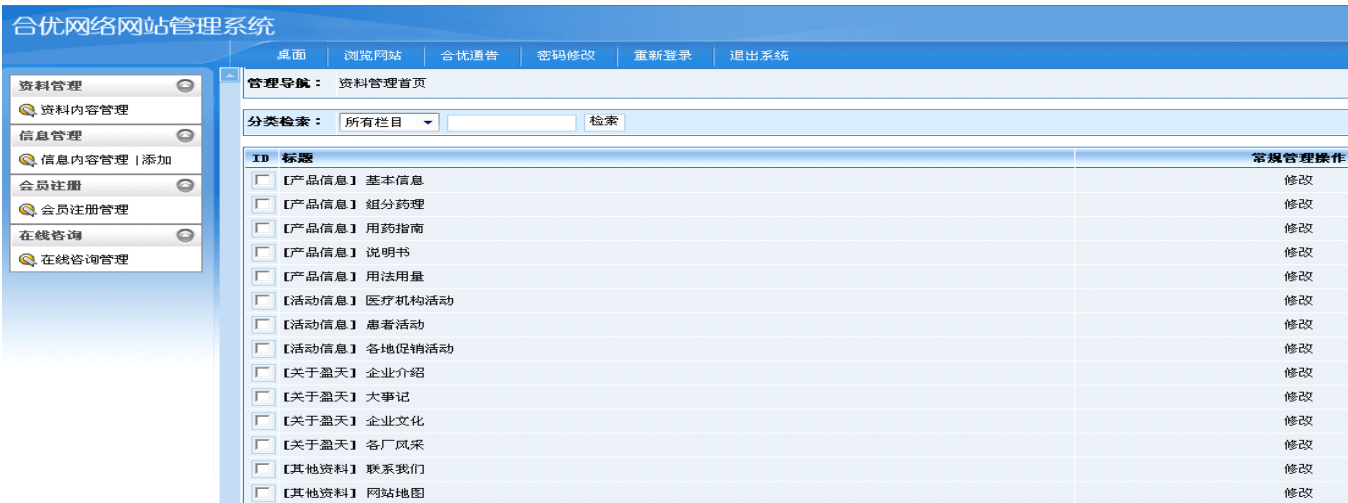 合优网络网站管理系统
桌面 浏览网站 合优通告 密码修改 重新登录 退出系统
资料管理
资料内容管理
信息管理
信息内容管理 | 添加
会员注册
会员注册管理
在线咨询
在线咨询管理
管理导航： 资料管理首页
分类检索： 所有栏目 检索
ID 标题 常规管理操作
[产品信息] 基本信息 修改
[产品信息] 组分药理 修改
[产品信息] 用药指南 修改
[产品信息] 说明书 修改
[产品信息] 用法用量 修改
[活动信息] 医疗机构活动 修改
[活动信息] 患者活动 修改
[活动信息] 各地促销活动 修改
[关于盈天] 企业介绍 修改
[关于盈天] 大事记 修改
[关于盈天] 企业文化 修改
[关于盈天] 各厂风采 修改
[其他资料] 联系我们 修改
[其他资料] 网站地图 修改